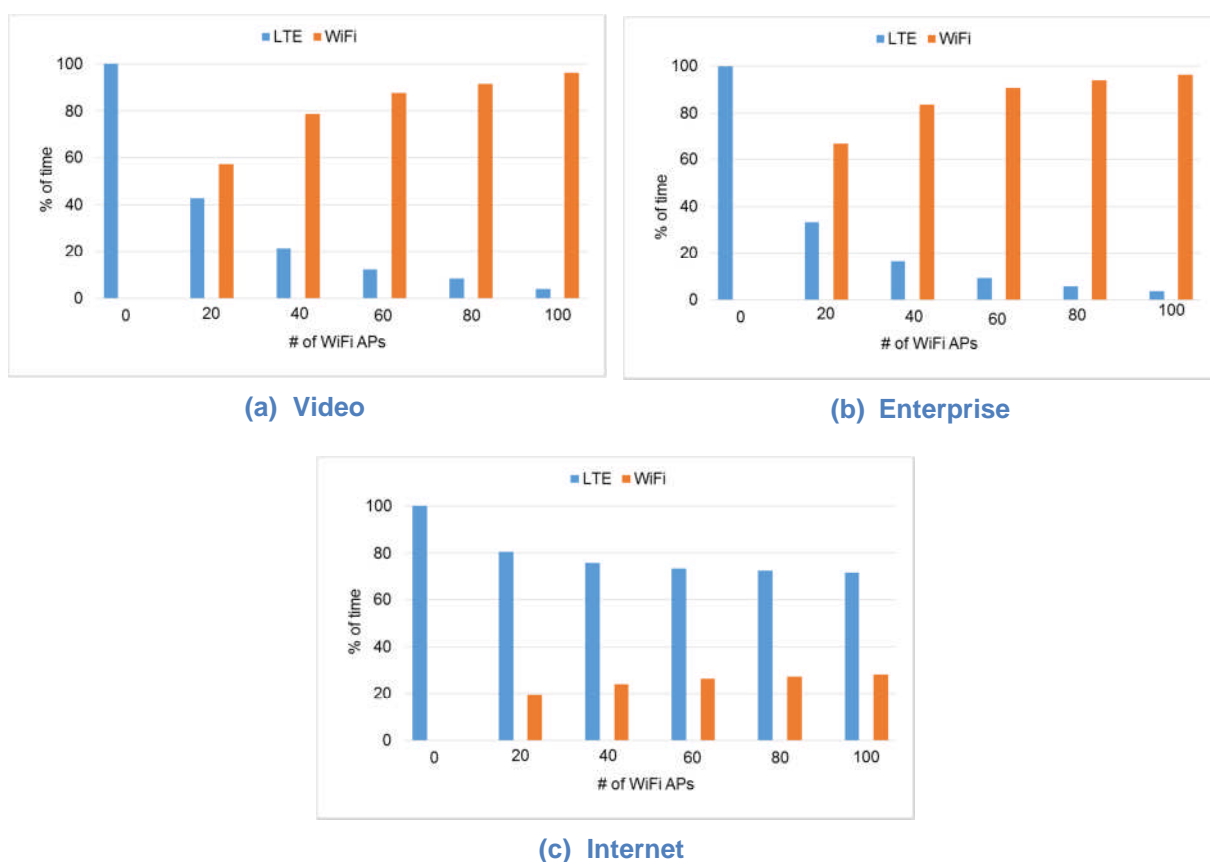 LTE WiFi
100
80
60
40
20
0
% of time
0 20 40 60 80 100
# of WiFi APs
(a) Video
LTE WiFi
100
80
60
40
20
0
% of time
0 20 40 60 80 100
# of WiFi APs
(b) Enterprise
LTE WiFi
100
80
60
40
20
0
% of time
0 20 40 60 80 100
# of WiFi APs
(c) Internet